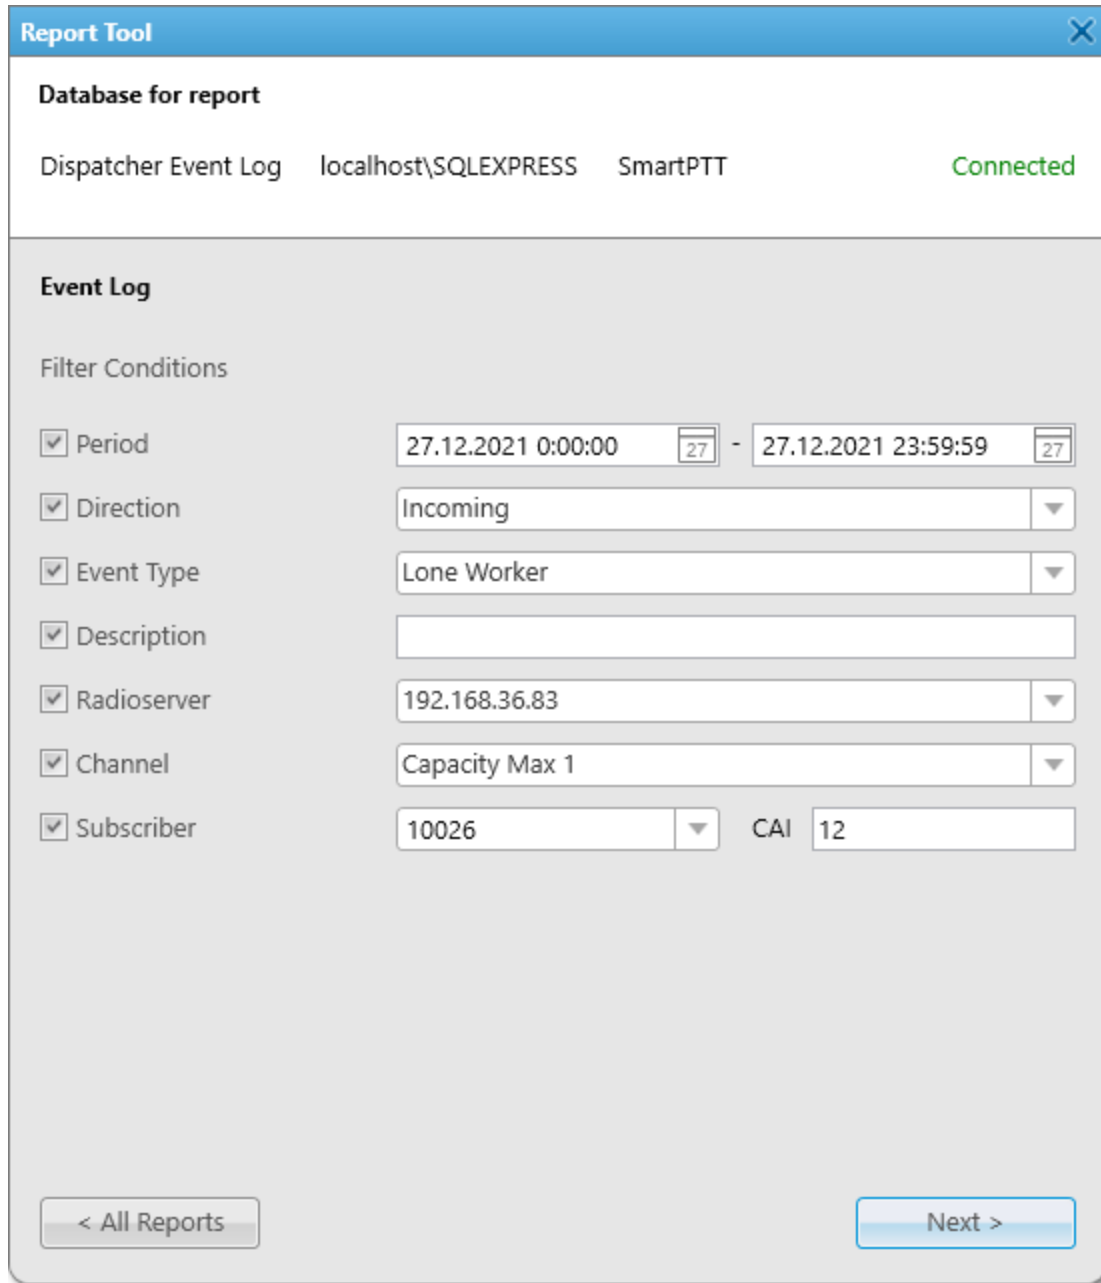 Report Tool
Database for report
Dispatcher Event Log localhost\SQLEXPRESS SmartPTT Connected
Event Log
Filter Conditions
Period 27.12.2021 0:00:00 27 - 27.12.2021 23:59:59 27
Direction Incoming
Event Type Lone Worker
Description
Radioserver 192.168.36.83
Channel Capacity Max 1
Subscriber 10026 CAI 12
< All Reports Next >